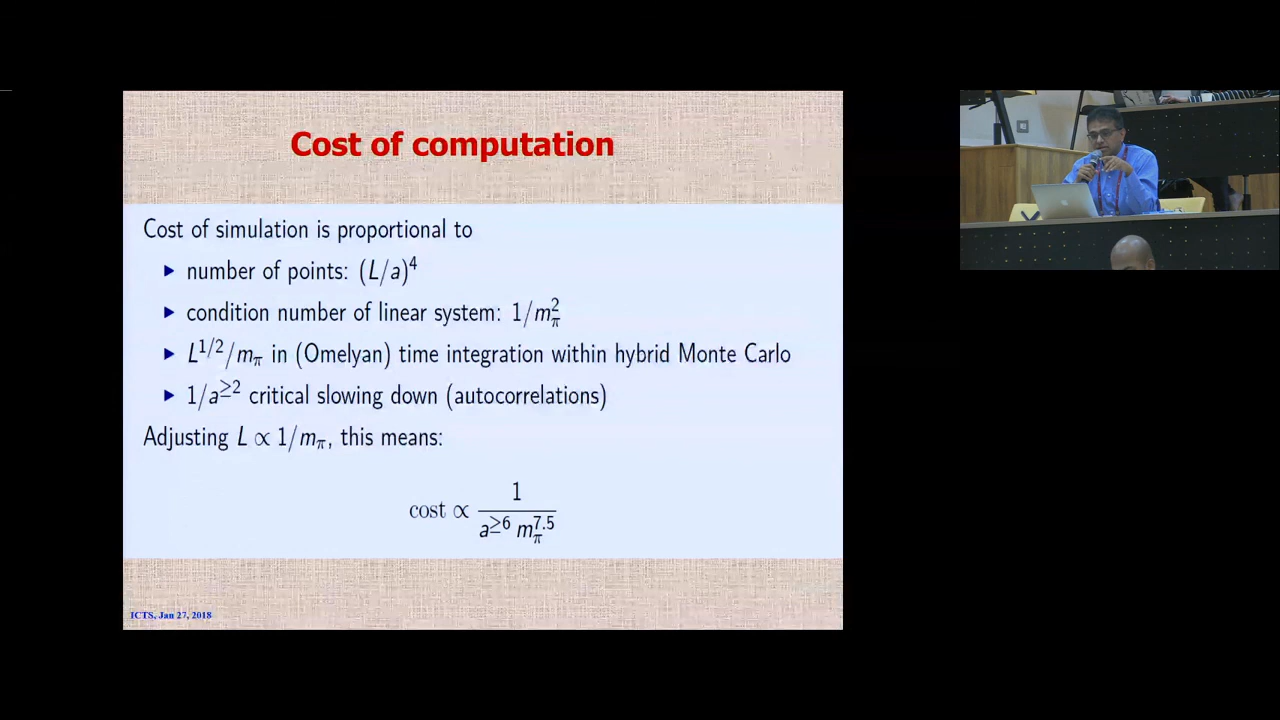 Cost of computation
Cost of simulation is proportional to
▶ number of points: (L/a)⁴
▶ condition number of linear system: 1/m_π²
▶ L^{1/2}/m_π in (Omelyan) time integration within hybrid Monte Carlo
▶ 1/a^{≥2} critical slowing down (autocorrelations)
Adjusting L ∝ 1/m_π, this means:
cost ∝ 1 / (a^{≥6} m_π^{7.5})
ICTS, Jan 27, 2018